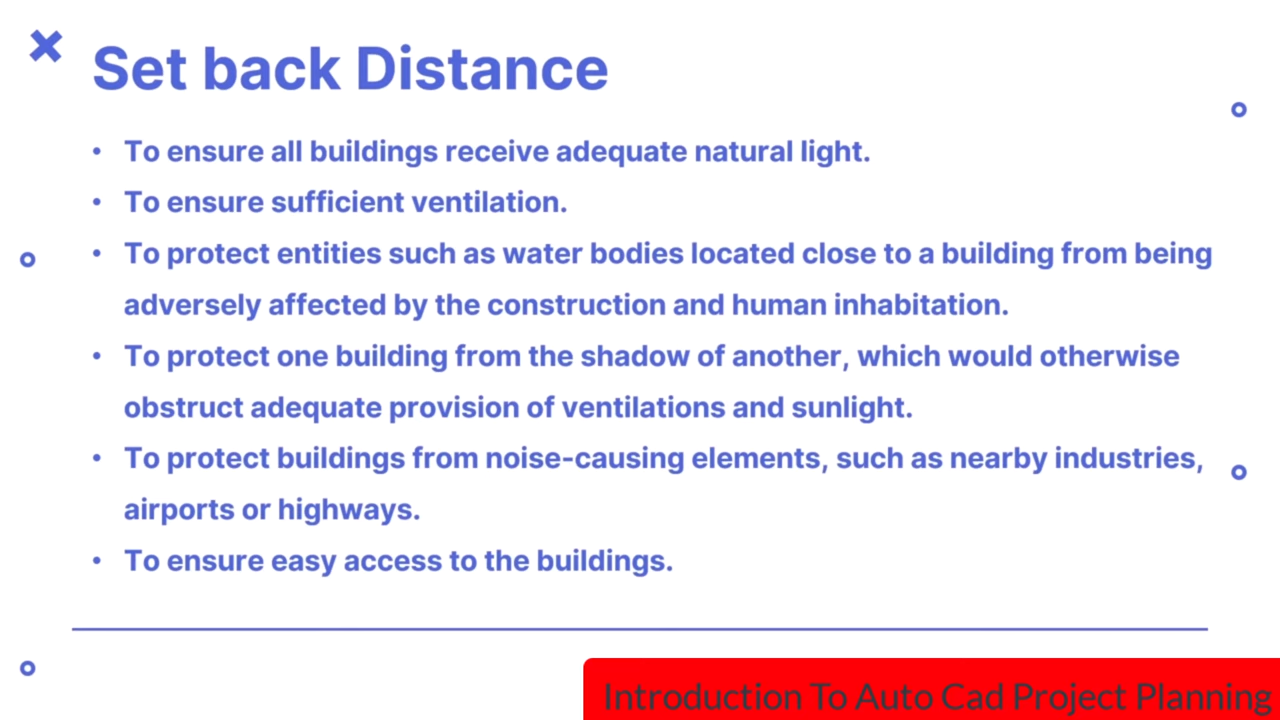 Set back Distance
• To ensure all buildings receive adequate natural light.
• To ensure sufficient ventilation.
• To protect entities such as water bodies located close to a building from being
adversely affected by the construction and human inhabitation.
• To protect one building from the shadow of another, which would otherwise
obstruct adequate provision of ventilations and sunlight.
• To protect buildings from noise-causing elements, such as nearby industries,
airports or highways.
• To ensure easy access to the buildings.
Introduction To Auto Cad Project Planning